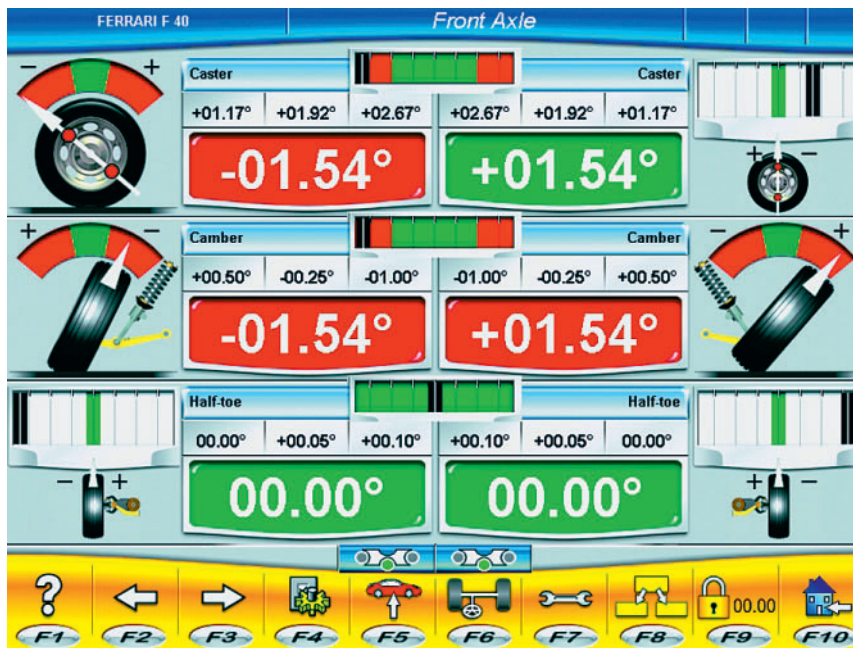 FERRARI F 40 Front Axle
− + Caster Caster
+01.17° +01.92° +02.67° +02.67° +01.92° +01.17°
-01.54° +01.54°
+ −
+ − Camber Camber − +
+00.50° -00.25° -01.00° -01.00° -00.25° +00.50°
-01.54° +01.54°
Half-toe Half-toe
00.00° +00.05° +00.10° +00.10° +00.05° 00.00°
− + 00.00° 00.00° + −
? 00.00
F1 F2 F3 F4 F5 F6 F7 F8 F9 F10